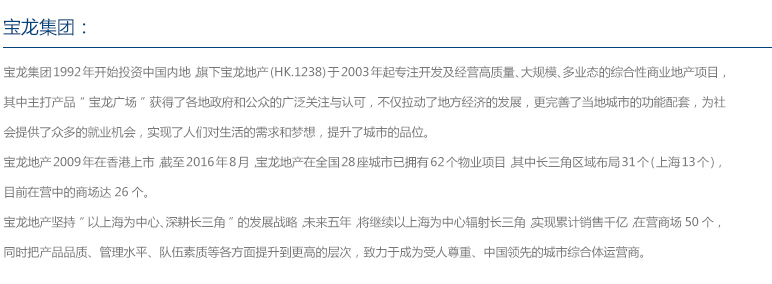 宝龙集团：
宝龙集团1992年开始投资中国内地,旗下宝龙地产(HK.1238)于2003年起专注开发及经营高质量、大规模、多业态的综合性商业地产项目，
其中主打产品"宝龙广场"获得了各地政府和公众的广泛关注与认可，不仅拉动了地方经济的发展，更完善了当地城市的功能配套，为社
会提供了众多的就业机会，实现了人们对生活的需求和梦想，提升了城市的品位。
宝龙地产2009年在香港上市,截至2016年8月,宝龙地产在全国28座城市已拥有62个物业项目,其中长三角区域布局31个(上海13个)，
目前在营中的商场达26个。
宝龙地产坚持"以上海为中心、深耕长三角"的发展战略,未来五年,将继续以上海为中心辐射长三角,实现累计销售千亿,在营商场50个，
同时把产品品质、管理水平、队伍素质等各方面提升到更高的层次，致力于成为受人尊重、中国领先的城市综合体运营商。